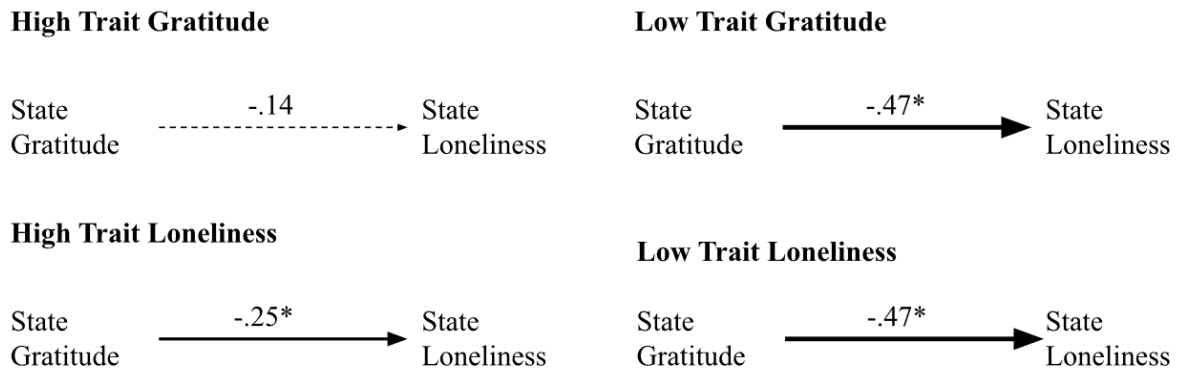 High Trait Gratitude
Low Trait Gratitude
State
Gratitude
-.14
State
Loneliness
State
Gratitude
-.47*
State
Loneliness
High Trait Loneliness
Low Trait Loneliness
State
Gratitude
-.25*
State
Loneliness
State
Gratitude
-.47*
State
Loneliness